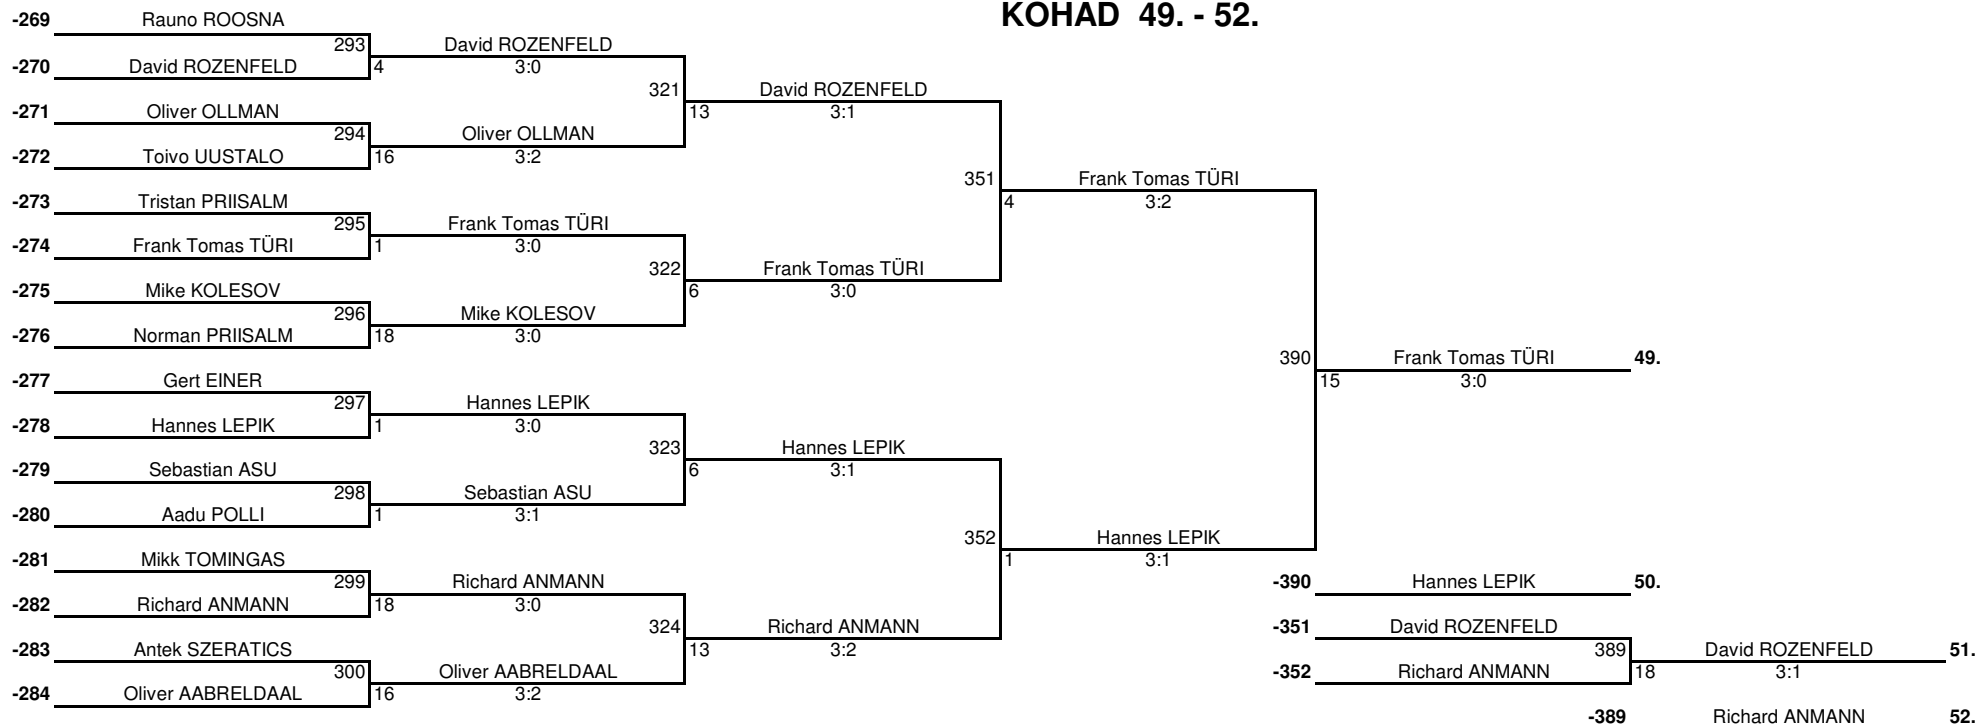 KOHAD 49. - 52.
-269 Rauno ROOSNA
293 David ROZENFELD
-270 David ROZENFELD 4 3:0
321 David ROZENFELD
-271 Oliver OLLMAN 13 3:1
294 Oliver OLLMAN
-272 Toivo UUSTALO 16 3:2
351 Frank Tomas TÜRI
-273 Tristan PRIISALM 4 3:2
295 Frank Tomas TÜRI
-274 Frank Tomas TÜRI 1 3:0
322 Frank Tomas TÜRI
-275 Mike KOLESOV 6 3:0
296 Mike KOLESOV
-276 Norman PRIISALM 18 3:0
390 Frank Tomas TÜRI 49.
-277 Gert EINER 15 3:0
297 Hannes LEPIK
-278 Hannes LEPIK 1 3:0
323 Hannes LEPIK
-279 Sebastian ASU 6 3:1
298 Sebastian ASU
-280 Aadu POLLI 1 3:1
352 Hannes LEPIK
-281 Mikk TOMINGAS 1 3:1
299 Richard ANMANN -390 Hannes LEPIK 50.
-282 Richard ANMANN 18 3:0
324 Richard ANMANN -351 David ROZENFELD
-283 Antek SZERATICS 13 3:2 389 David ROZENFELD 51.
300 Oliver AABRELDAAL -352 Richard ANMANN 18 3:1
-284 Oliver AABRELDAAL 16 3:2
-389 Richard ANMANN 52.